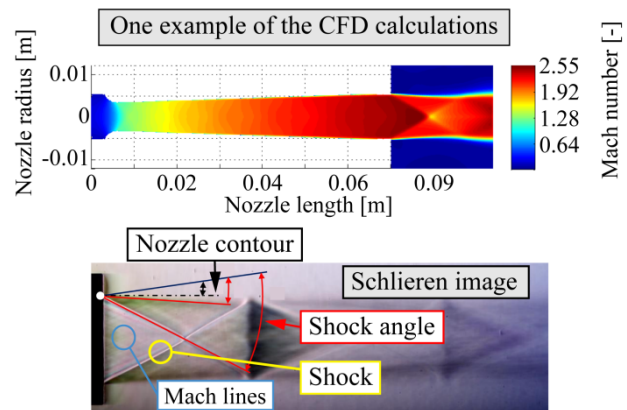 One example of the CFD calculations
Nozzle radius [m]
0.01
0
-0.01
0
0.02
0.04
0.06
0.09
Nozzle length [m]
2.55
1.92
1.28
0.64
Mach number [-]
Nozzle contour
Schlieren image
Shock angle
Mach lines
Shock